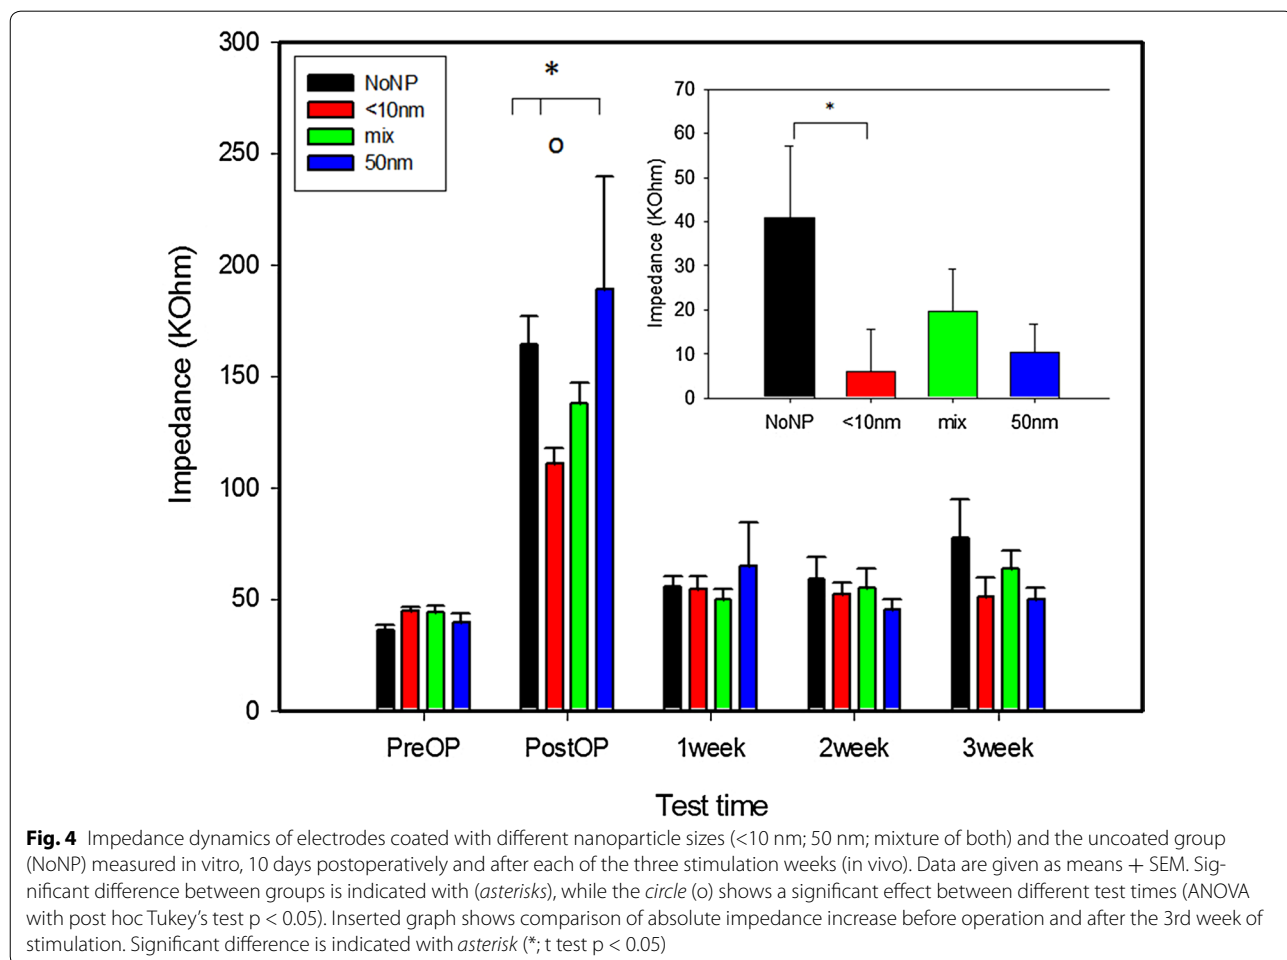 300
250
200
150
100
50
0
Impedance (KOhm)
NoNP
<10nm
mix
50nm
*
o
70
60
50
40
30
20
10
0
Impedance (KOhm)
*
NoNP <10nm mix 50nm
PreOP PostOP 1week 2week 3week
Test time
Fig. 4 Impedance dynamics of electrodes coated with different nanoparticle sizes (<10 nm; 50 nm; mixture of both) and the uncoated group
(NoNP) measured in vitro, 10 days postoperatively and after each of the three stimulation weeks (in vivo). Data are given as means + SEM. Sig-
nificant difference between groups is indicated with (asterisks), while the circle (o) shows a significant effect between different test times (ANOVA
with post hoc Tukey's test p < 0.05). Inserted graph shows comparison of absolute impedance increase before operation and after the 3rd week of
stimulation. Significant difference is indicated with asterisk (*; t test p < 0.05)